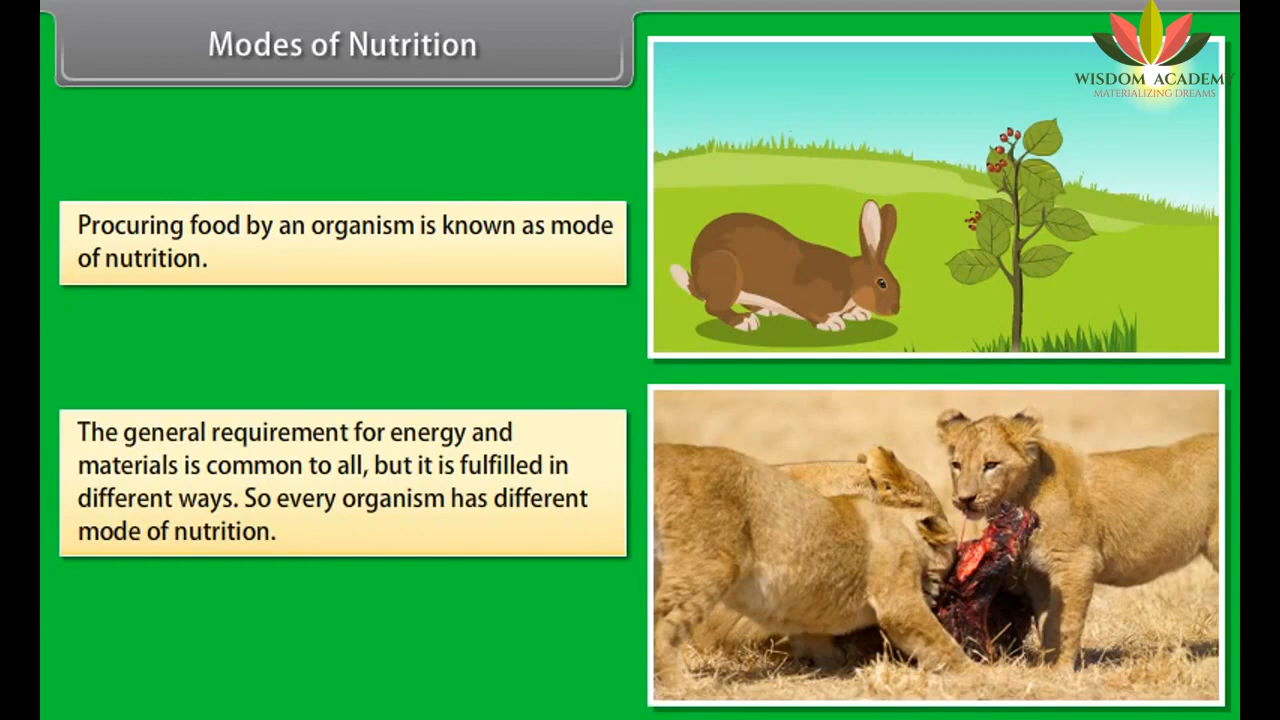 Modes of Nutrition
WISDOM ACADEMY
MATERIALIZING DREAMS
Procuring food by an organism is known as mode
of nutrition.
The general requirement for energy and
materials is common to all, but it is fulfilled in
different ways. So every organism has different
mode of nutrition.